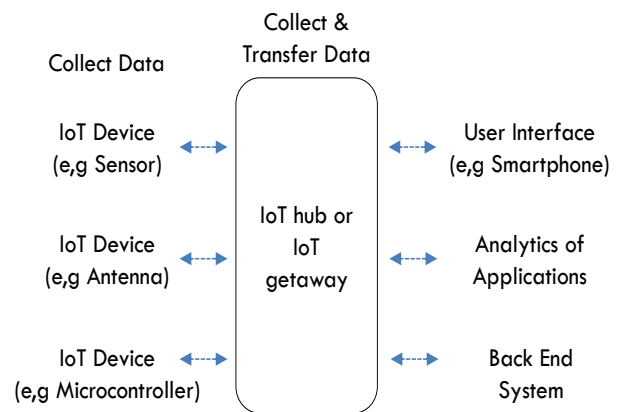 Collect &
Transfer Data
Collect Data
IoT Device
(e,g Sensor)
IoT Device
(e,g Antenna)
IoT Device
(e,g Microcontroller)
IoT hub or
IoT
getaway
User Interface
(e,g Smartphone)
Analytics of
Applications
Back End
System